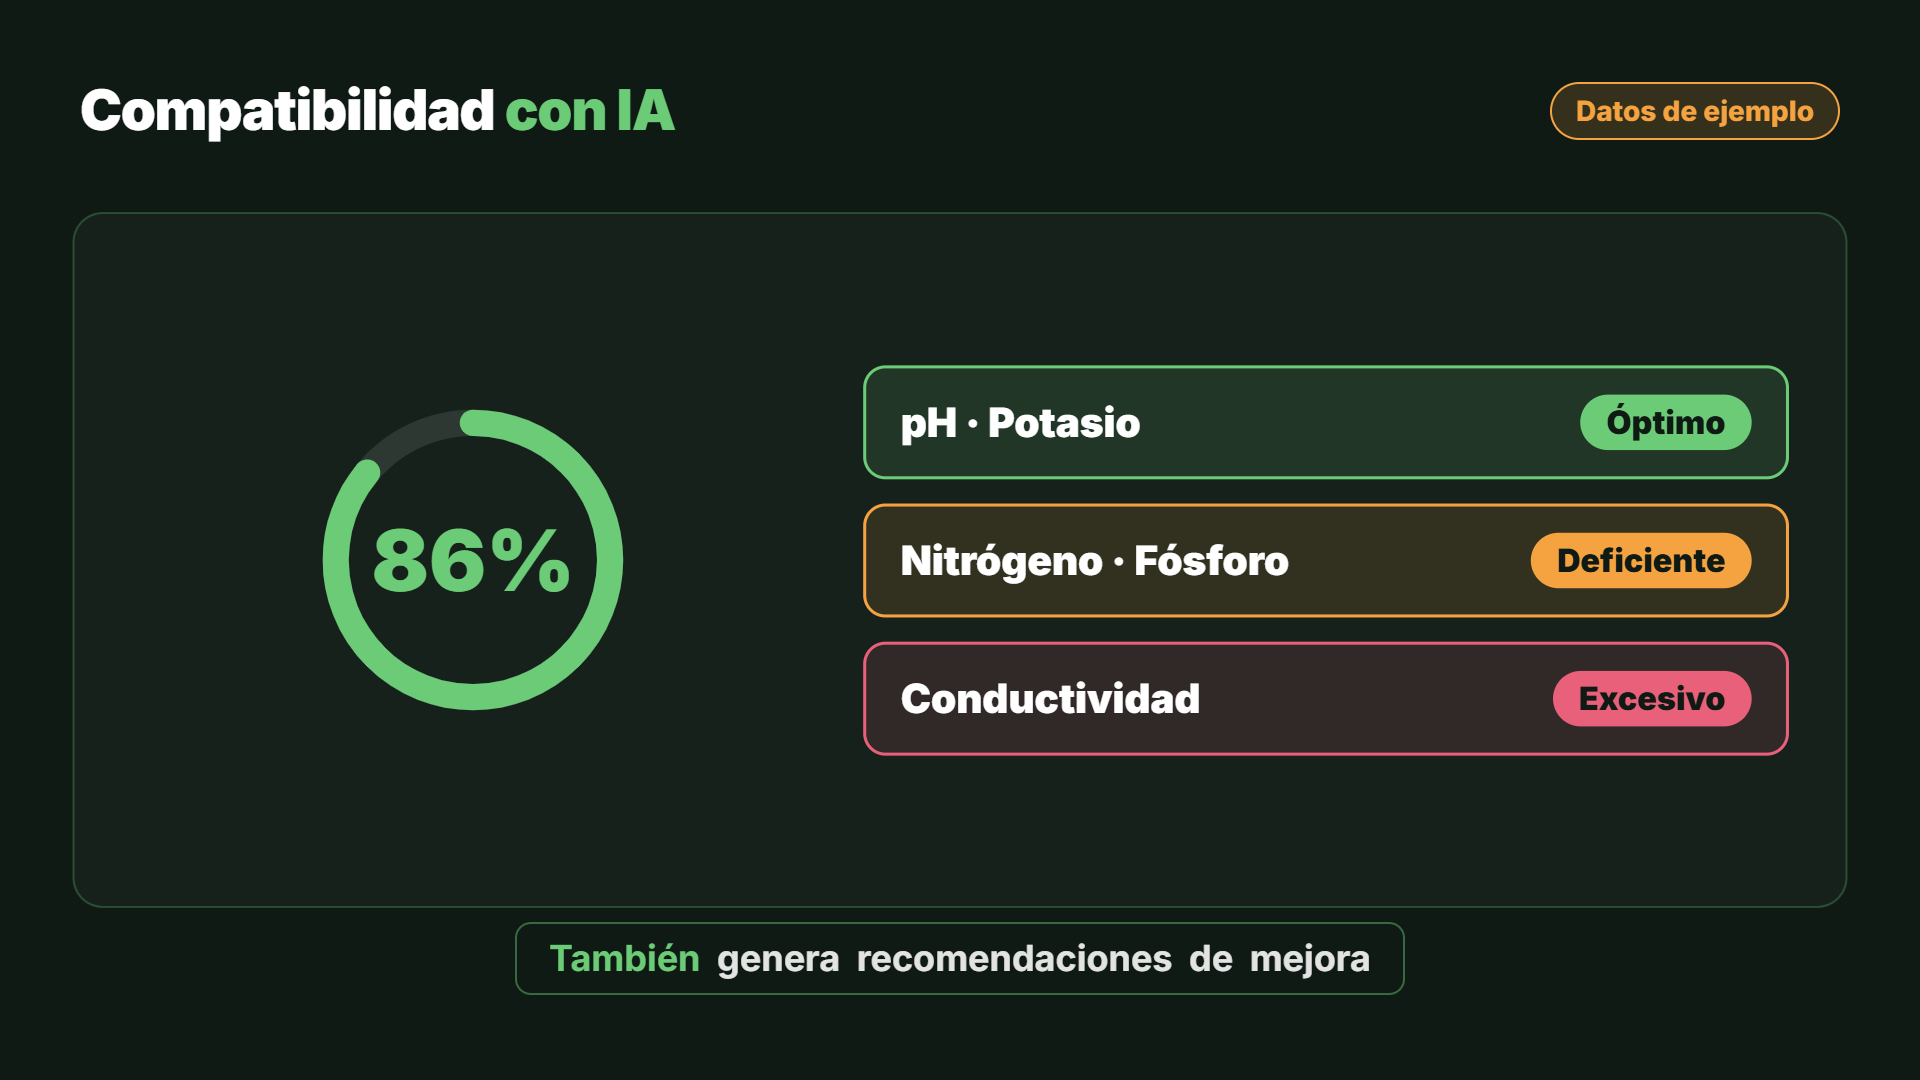 Compatibilidad con IA
Datos de ejemplo
86%
pH · Potasio
Óptimo
Nitrógeno · Fósforo
Deficiente
Conductividad
Excesivo
También genera recomendaciones de mejora